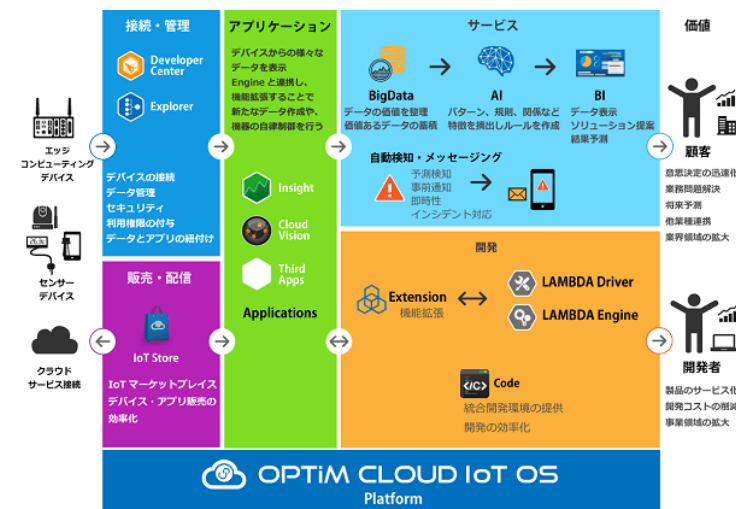 エッジ
コンピューティング
デバイス
センサー
デバイス
クラウド
サービス接続
接続・管理
Developer
Center
Explorer
デバイスの接続
データ管理
セキュリティ
利用権限の付与
データとアプリの紐付け
販売・配信
IoT Store
IoT マーケットプレイス
デバイス・アプリ販売の
効率化
アプリケーション
デバイスからの様々な
データを表示
Engine と連携し、
機能拡張することで
新たなデータ作成や、
機器の自律制御を行う
Insight
Cloud
Vision
Third
Apps
Applications
サービス
BigData
データの価値を整理
価値あるデータの蓄積
AI
パターン、規則、関係など
特徴を摘出しルールを作成
BI
データ表示
ソリューション提案
結果予測
自動検知・メッセージング
予測検知
事前通知
即時性
インシデント対応
開発
Extension
機能拡張
LAMBDA Driver
LAMBDA Engine
</C>
Code
統合開発環境の提供
開発の効率化
価値
顧客
意思決定の迅速化
業務問題解決
将来予測
他業種連携
業界領域の拡大
開発者
製品のサービス化
開発コストの削減
事業領域の拡大
OPTiM CLOUD IoT OS
Platform